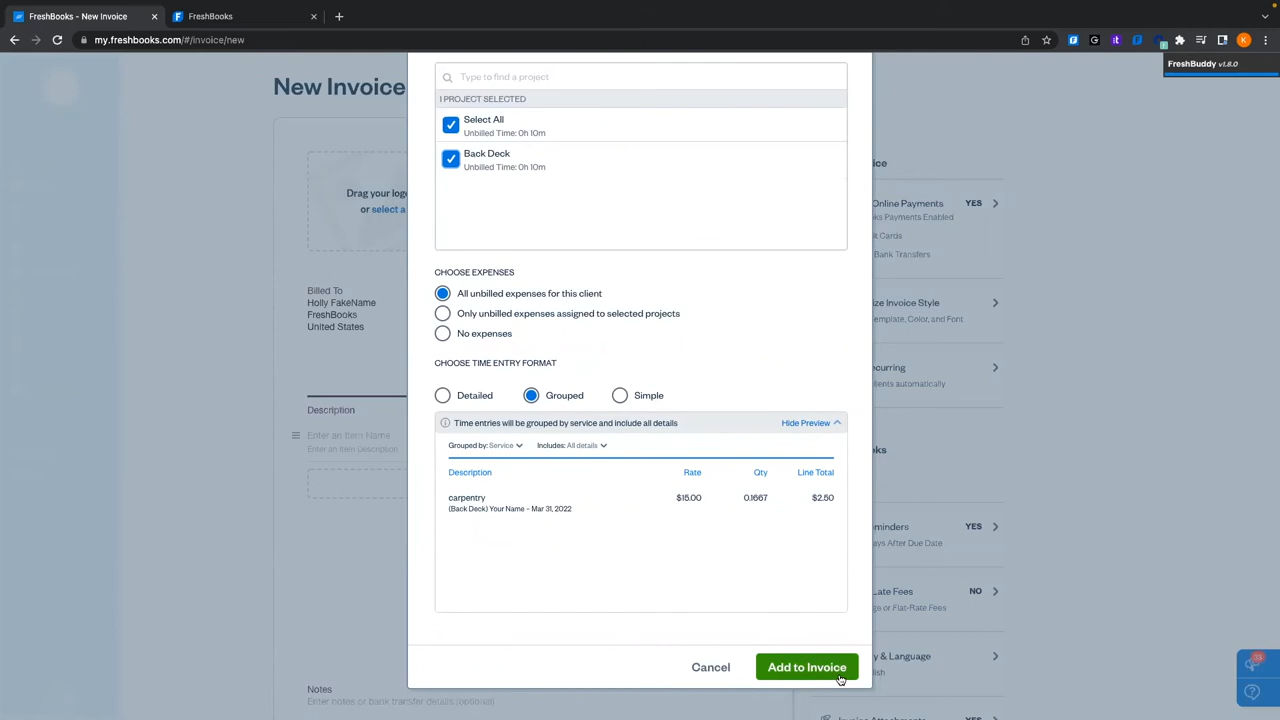 FreshBooks - New Invoice
FreshBooks
my.freshbooks.com/#/invoice/new
FreshBuddy v1.8.0
New Invoice
Drag your logo
or select a
Billed To
Holly FakeName
FreshBooks
United States
Description
Enter an Item Name
Enter an Item Description
Notes
Enter notes or bank transfer details (optional)
Type to find a project
1 PROJECT SELECTED
Select All
Unbilled Time: 0h 10m
Back Deck
Unbilled Time: 0h 10m
CHOOSE EXPENSES
All unbilled expenses for this client
Only unbilled expenses assigned to selected projects
No expenses
CHOOSE TIME ENTRY FORMAT
Detailed Grouped Simple
Time entries will be grouped by service and include all details Hide Preview
Grouped by: Service Includes: All details
Description Rate Qty Line Total
carpentry $15.00 0.1667 $2.50
(Back Deck) Your Name – Mar 31, 2022
Cancel Add to Invoice
Online Payments YES
Payments Enabled
Cards
Bank Transfers
Invoice Style
Template, Color, and Font
clients automatically
YES
Days After Due Date
Late Fees NO
or Flat-Rate Fees
& Language
Invoice Attachments YES